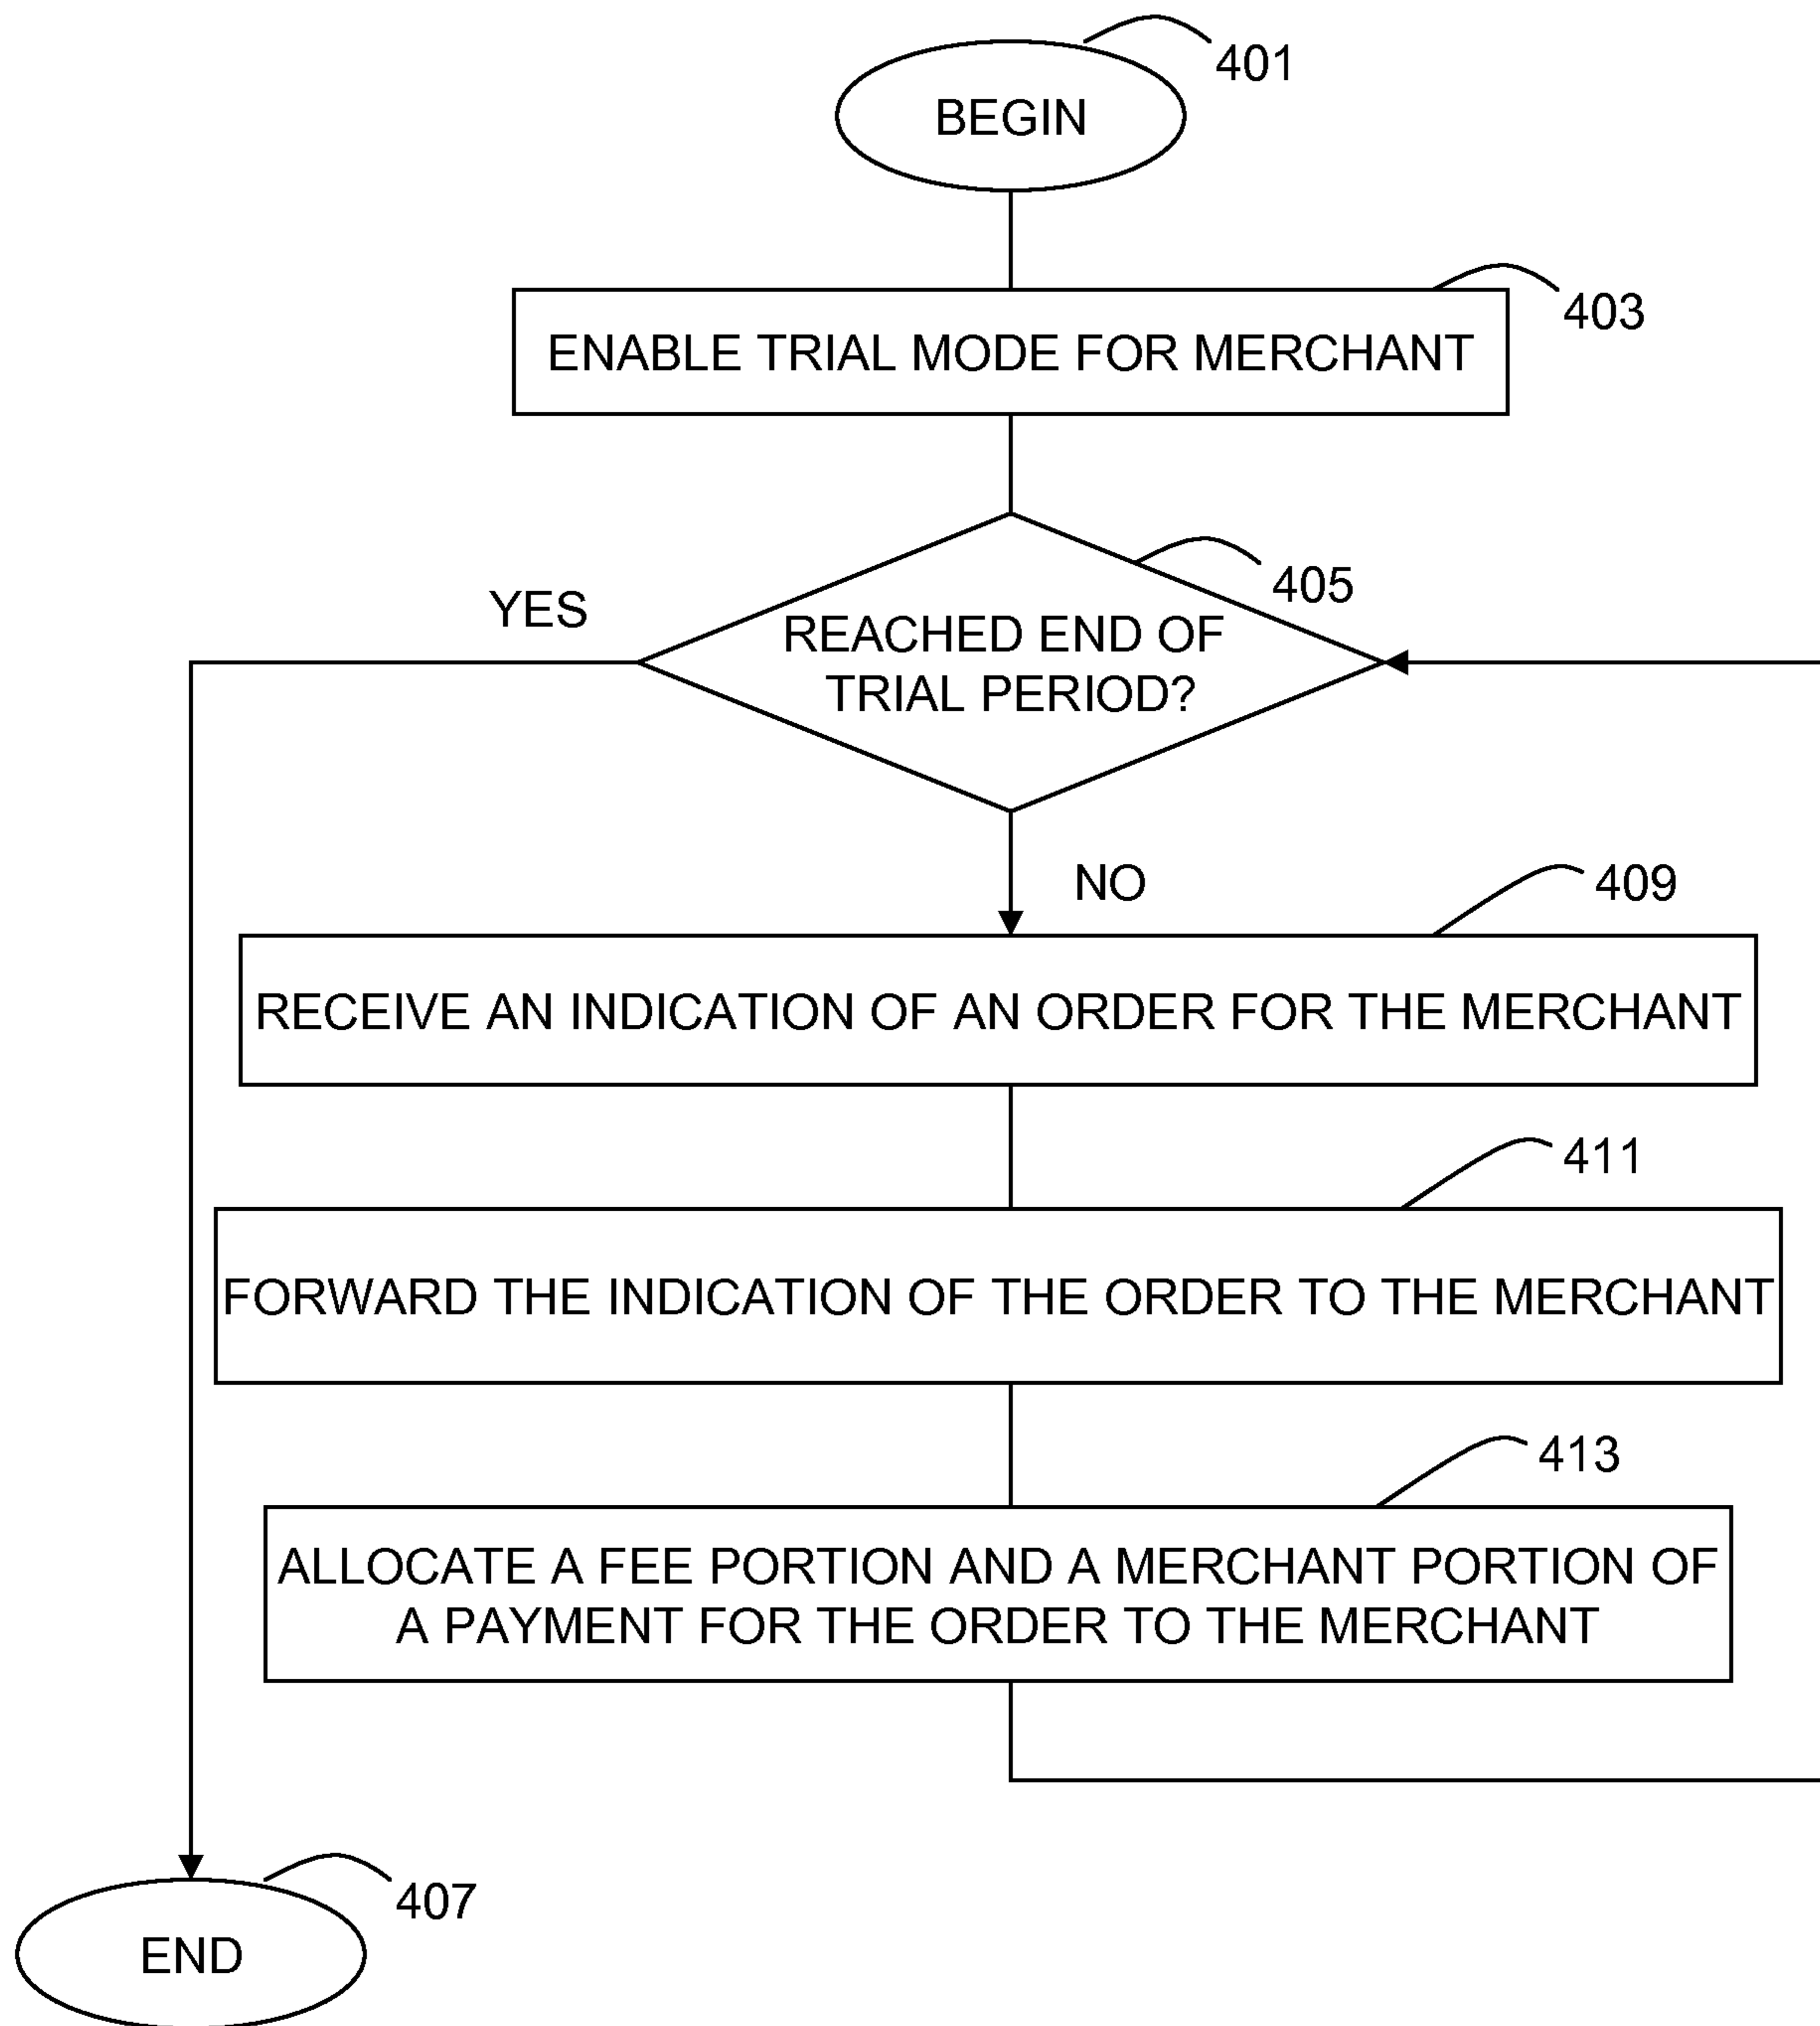 401
BEGIN
403
ENABLE TRIAL MODE FOR MERCHANT
405
YES
REACHED END OF
TRIAL PERIOD?
NO
409
RECEIVE AN INDICATION OF AN ORDER FOR THE MERCHANT
411
FORWARD THE INDICATION OF THE ORDER TO THE MERCHANT
413
ALLOCATE A FEE PORTION AND A MERCHANT PORTION OF
A PAYMENT FOR THE ORDER TO THE MERCHANT
407
END